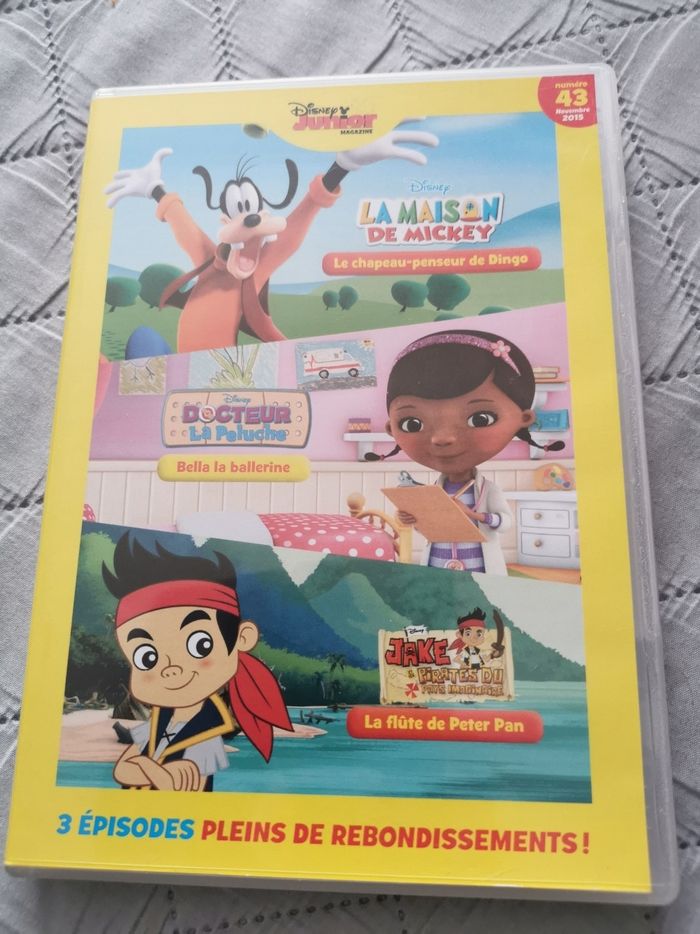 Disney
Junior
MAGAZINE
numéro
43
Novembre
2015
Disney
LA MAISON
DE MICKEY
Le chapeau-penseur de Dingo
Disney
DOCTEUR
La Peluche
Bella la ballerine
Disney
JAKE
& PIRATES DU
PAYS IMAGINAIRE
La flûte de Peter Pan
3 ÉPISODES PLEINS DE REBONDISSEMENTS !